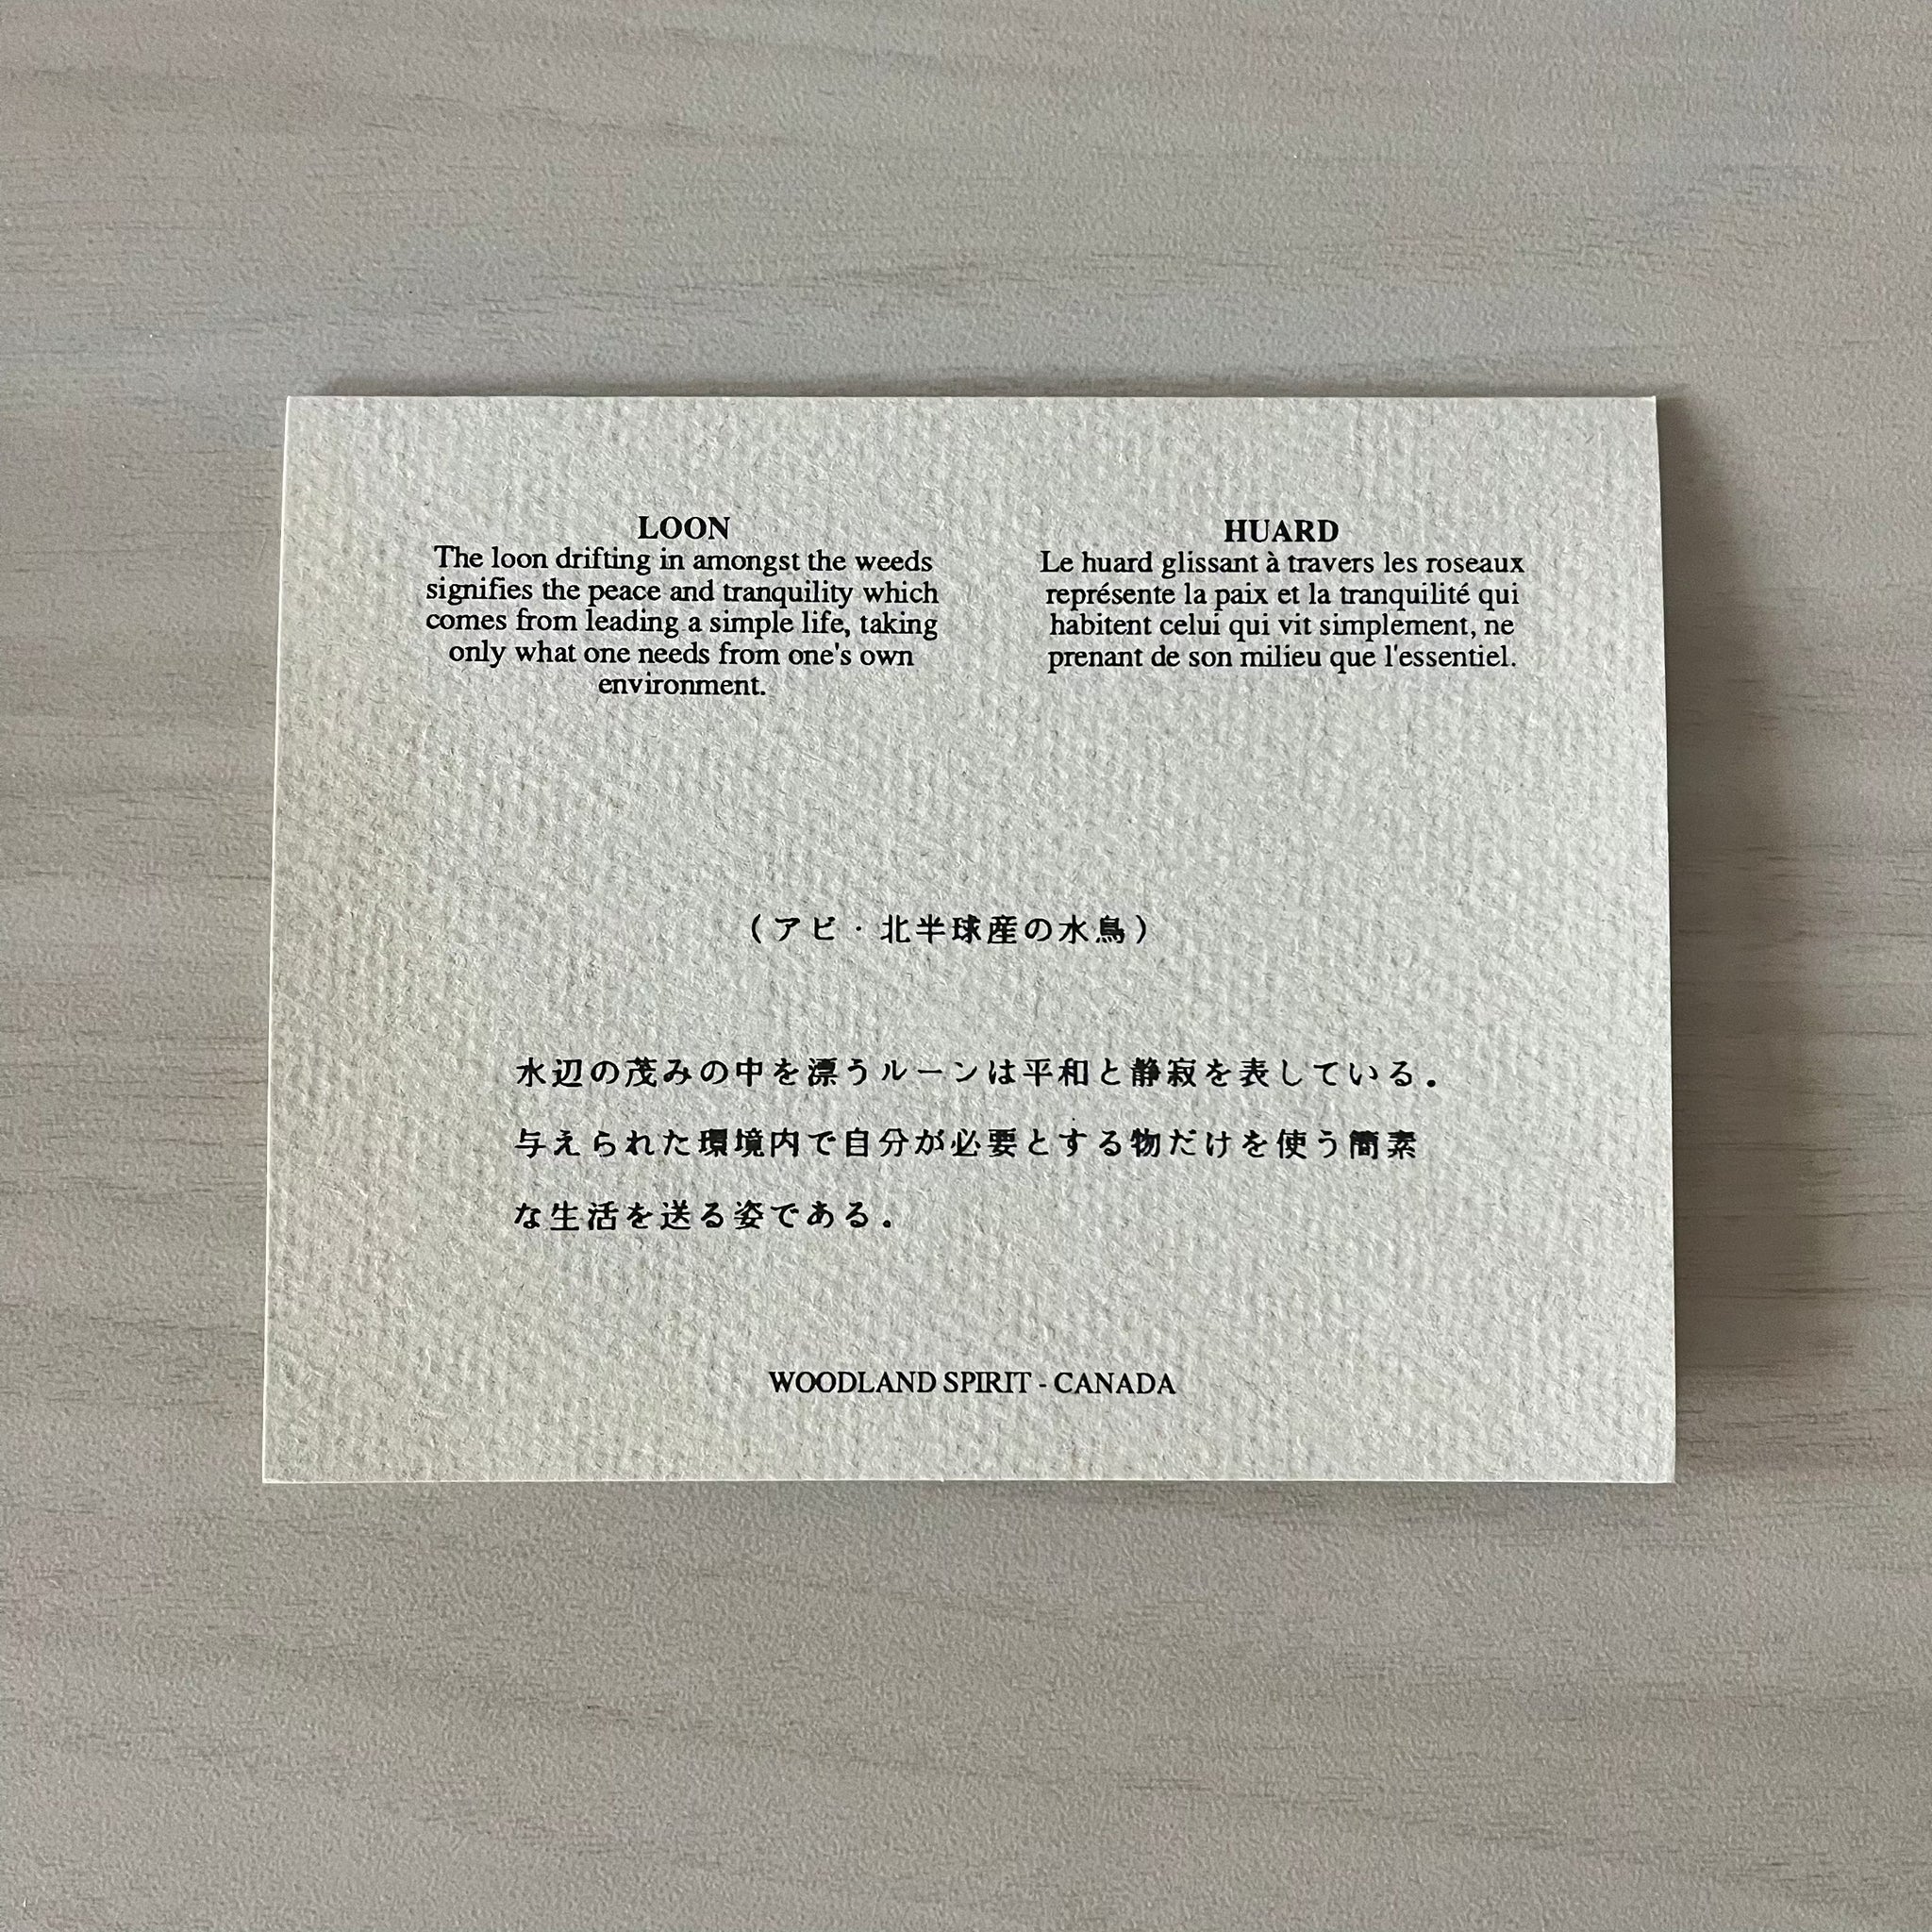 LOON
The loon drifting in amongst the weeds
signifies the peace and tranquility which
comes from leading a simple life, taking
only what one needs from one's own
environment.
HUARD
Le huard glissant à travers les roseaux
représente la paix et la tranquilité qui
habitent celui qui vit simplement, ne
prenant de son milieu que l'essentiel.
(アビ・北半球産の水鳥)
水辺の茂みの中を漂うルーンは平和と静寂を表している.
与えられた環境内で自分が必要とする物だけを使う簡素
な生活を送る姿である.
WOODLAND SPIRIT - CANADA